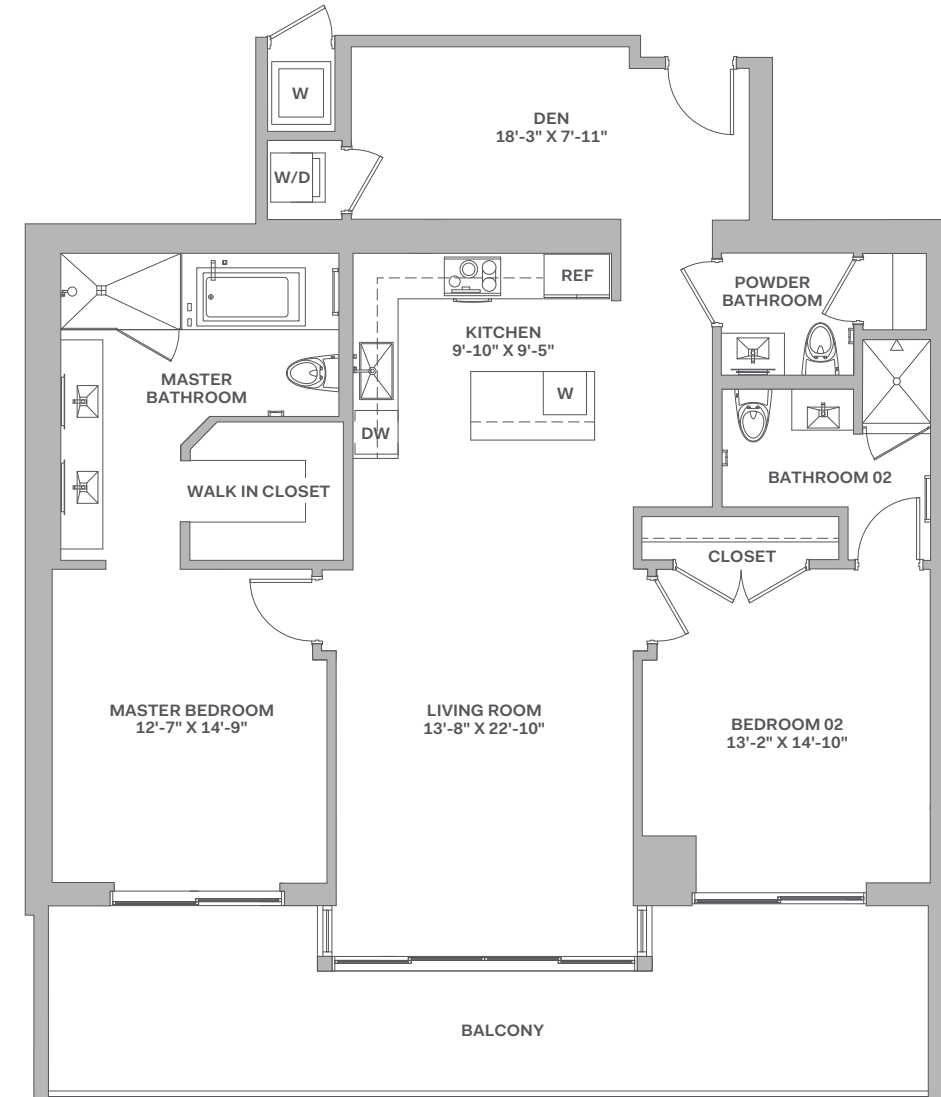 W
DEN
18'-3" X 7'-11"
W/D
REF
POWDER
BATHROOM
KITCHEN
9'-10" X 9'-5"
MASTER
BATHROOM
W
DW
BATHROOM 02
WALK IN CLOSET
CLOSET
MASTER BEDROOM
12'-7" X 14'-9"
LIVING ROOM
13'-8" X 22'-10"
BEDROOM 02
13'-2" X 14'-10"
BALCONY